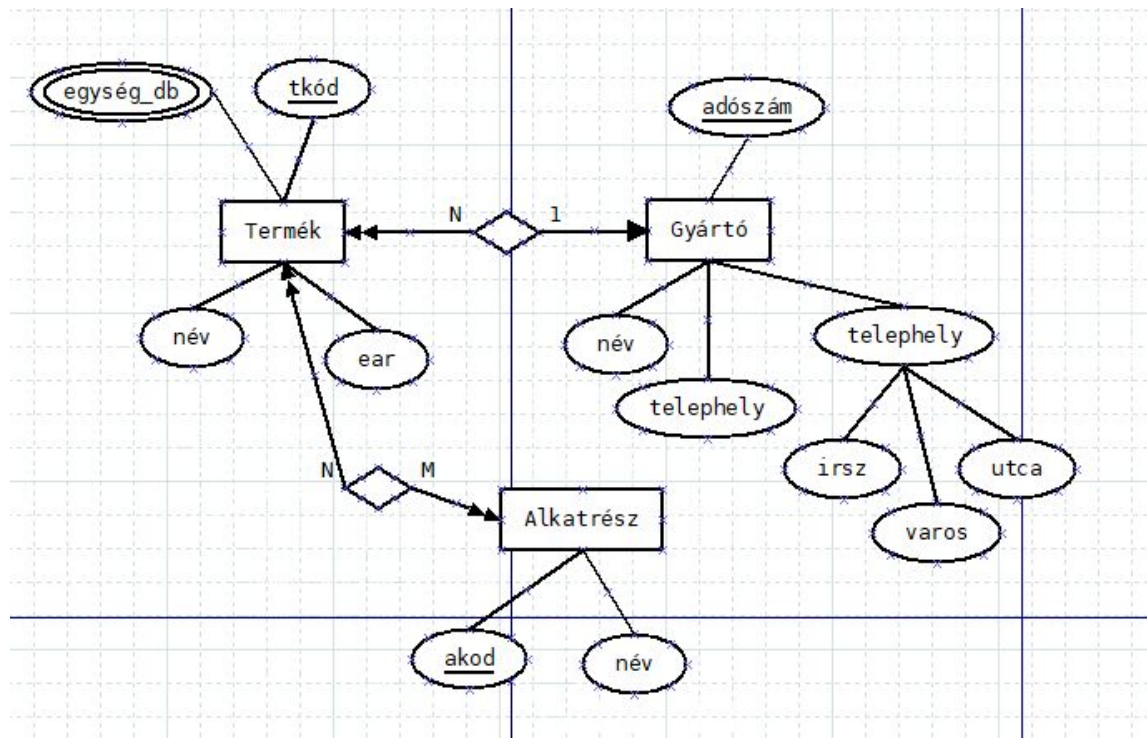 egység_db
tkód
adószám
Termék
N
1
Gyártó
név
ear
név
telephely
telephely
irsz
utca
varos
N
M
Alkatrész
akod
név